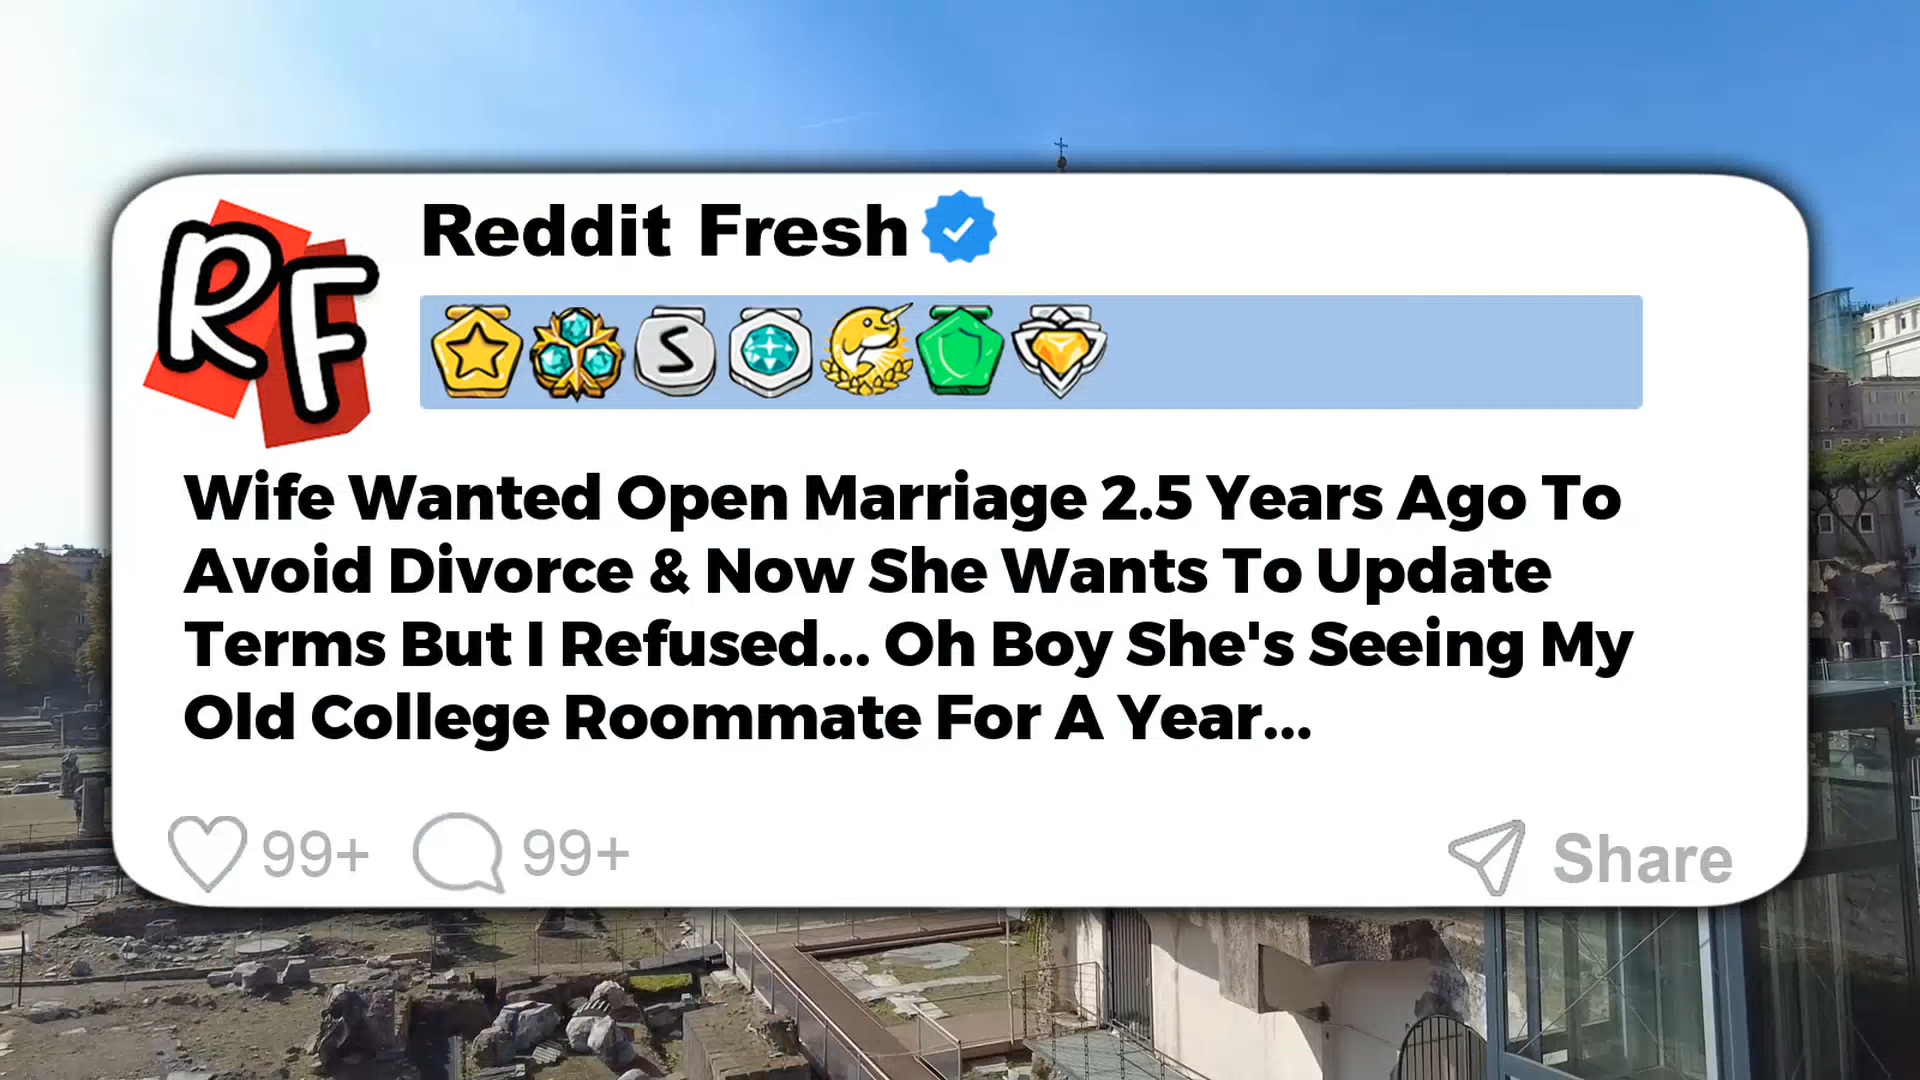 RF
Reddit Fresh
S
Wife Wanted Open Marriage 2.5 Years Ago To
Avoid Divorce & Now She Wants To Update
Terms But I Refused... Oh Boy She's Seeing My
Old College Roommate For A Year...
99+ 99+ Share